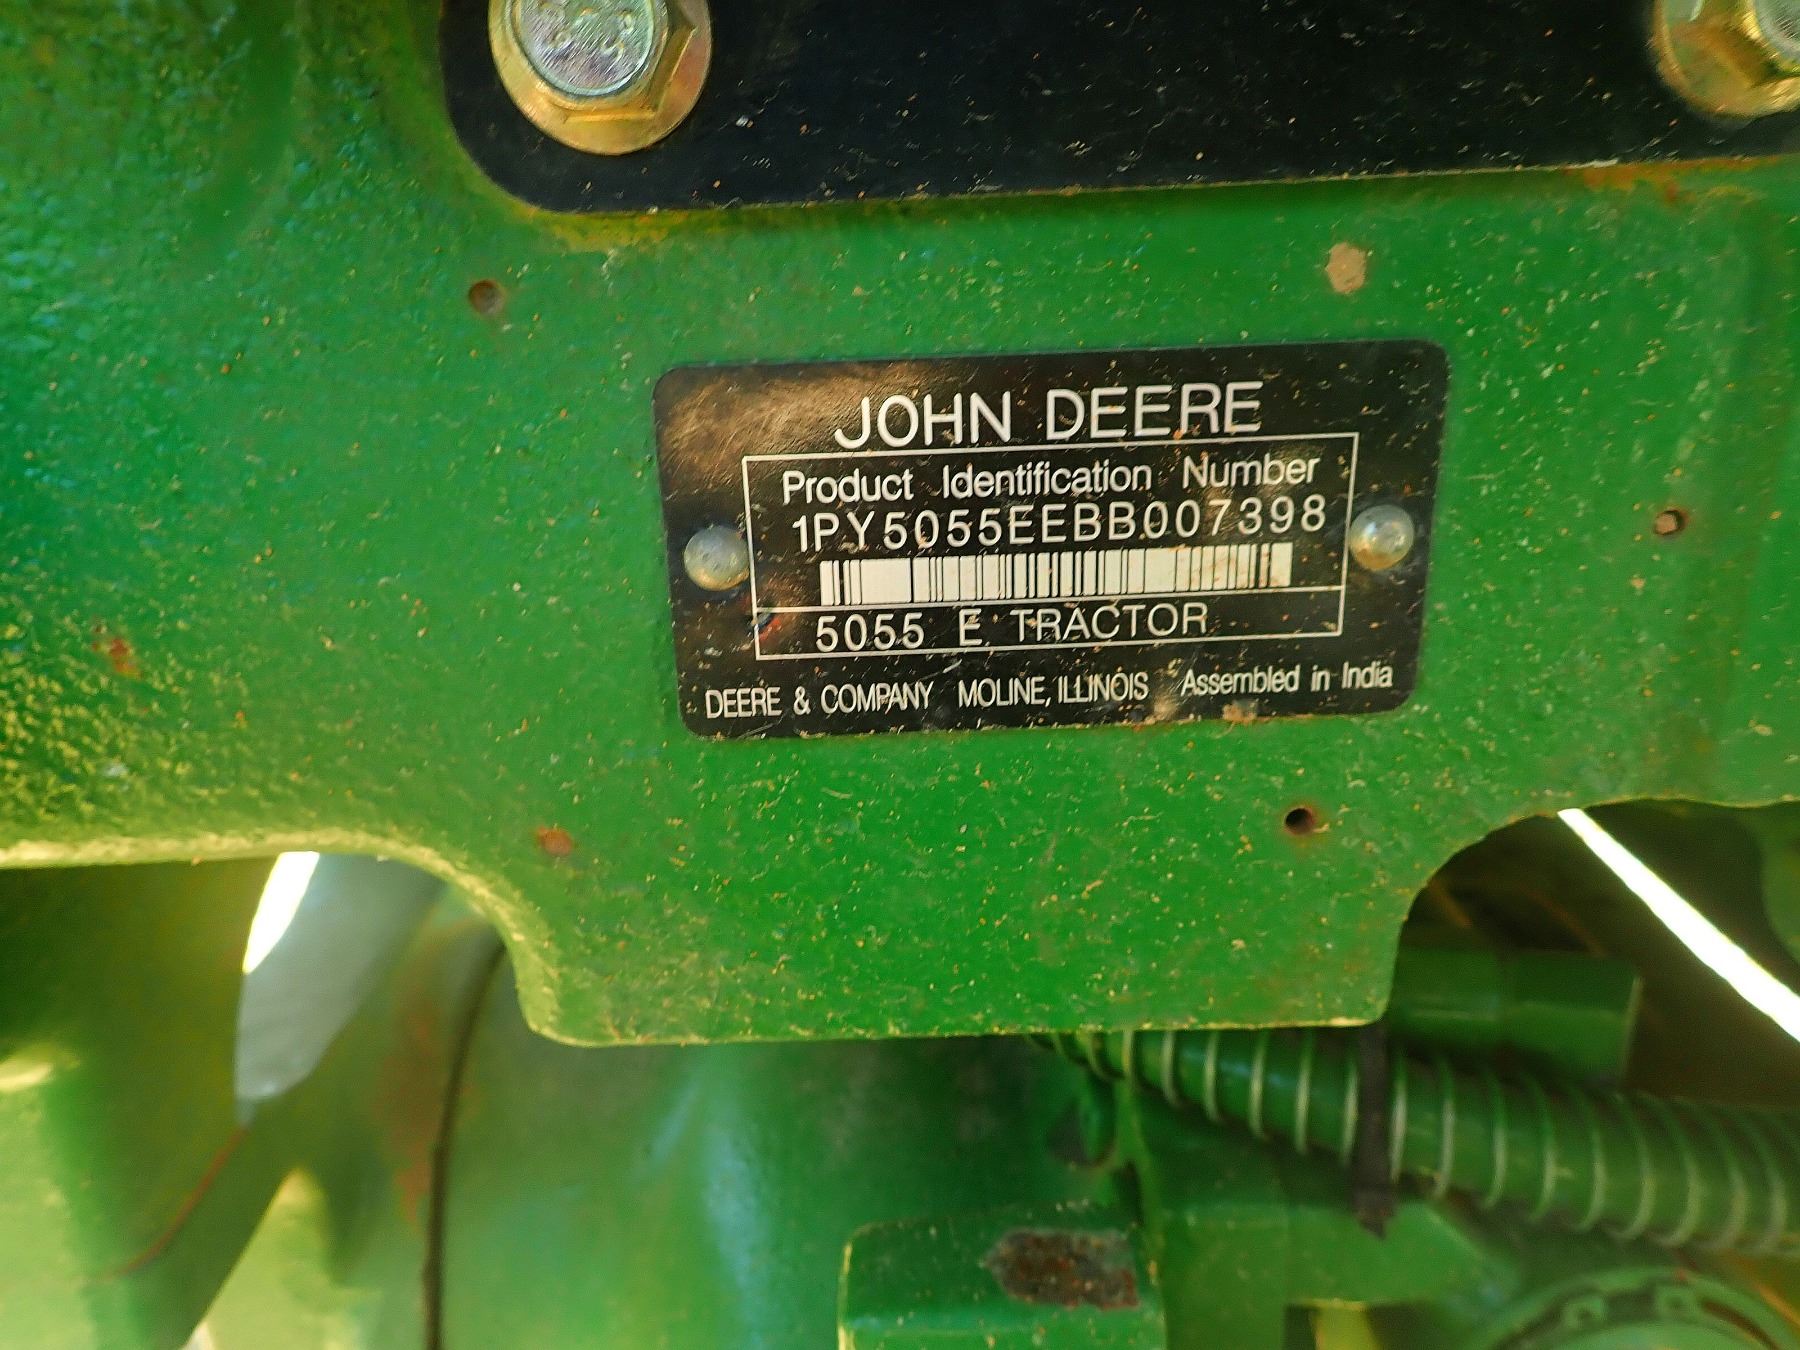 JOHN DEERE
Product Identification Number
1PY5055EEBB007398
5055 E TRACTOR
DEERE & COMPANY MOLINE, ILLINOIS Assembled in India